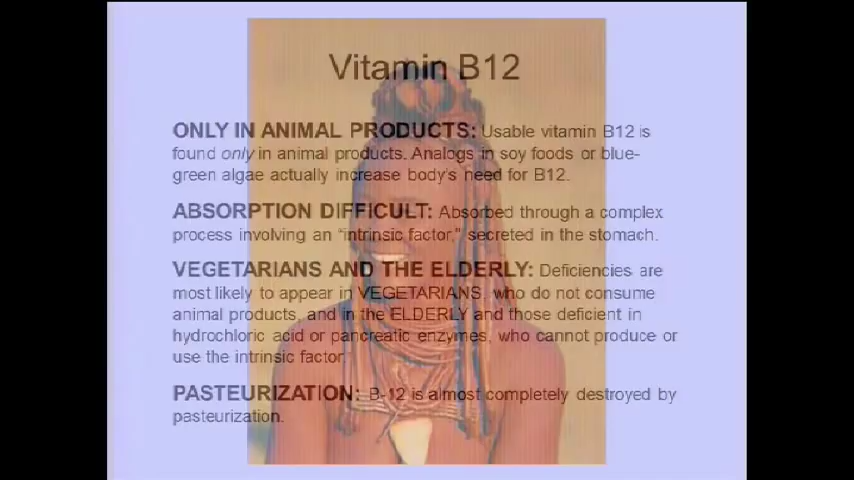 Vitamin B12
ONLY IN ANIMAL PRODUCTS: Usable vitamin B12 is
found only in animal products. Analogs in soy foods or blue-
green algae actually increase body's need for B12.
ABSORPTION DIFFICULT: Absorbed through a complex
process involving an "intrinsic factor," secreted in the stomach.
VEGETARIANS AND THE ELDERLY: Deficiencies are
most likely to appear in VEGETARIANS, who do not consume
animal products, and in the ELDERLY and those deficient in
hydrochloric acid or pancreatic enzymes, who cannot produce or
use the intrinsic factor."
PASTEURIZATION: B-12 is almost completely destroyed by
pasteurization.